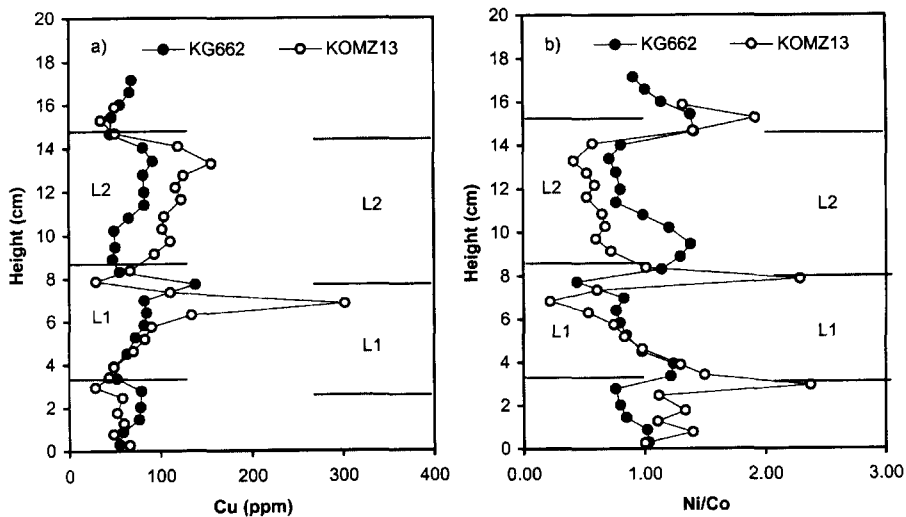 a) KG662 KOMZ13
20
18
16
14
12
10
8
6
4
2
0
Height (cm)
L2
L2
L1
L1
0 100 200 300 400
Cu (ppm)
b) KG662 KOMZ13
20
18
16
14
12
10
8
6
4
2
0
Height (cm)
L2
L2
L1
L1
0.00 1.00 2.00 3.00
Ni/Co